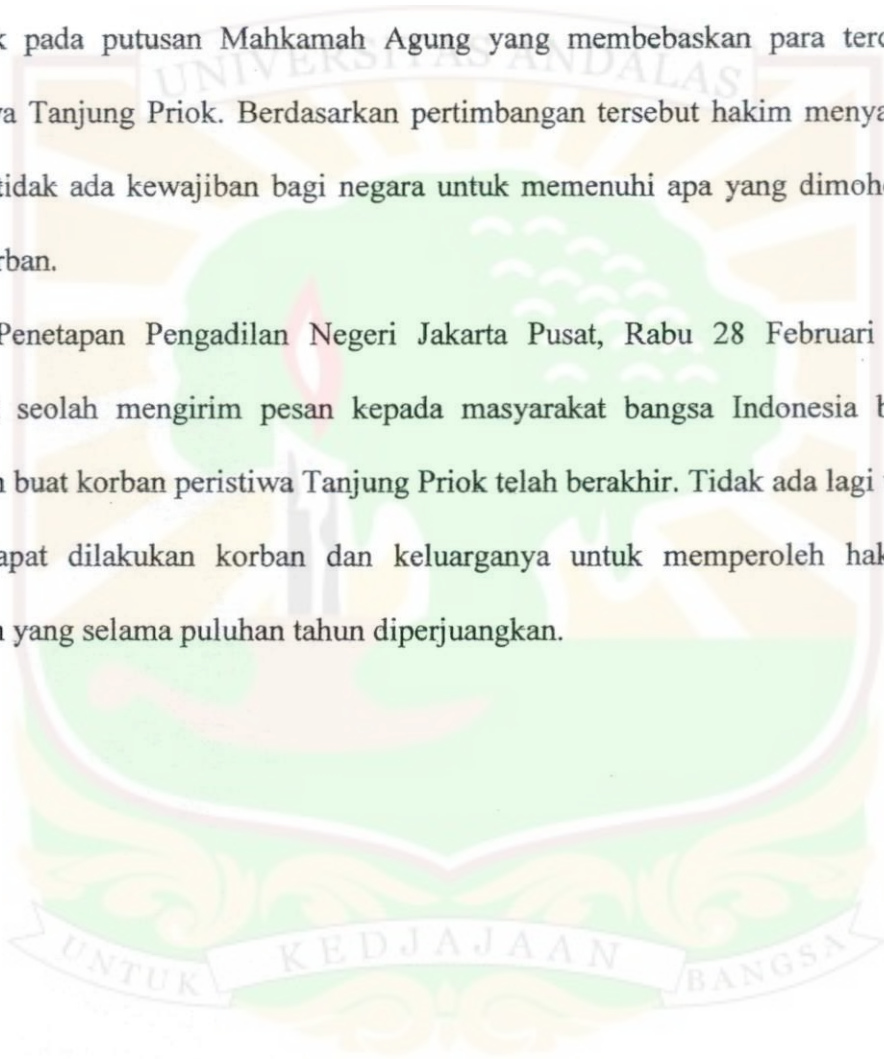 k pada putusan Mahkamah Agung yang membebaskan para terd
UNIVERSITAS ANDALAS
a Tanjung Priok. Berdasarkan pertimbangan tersebut hakim menya
tidak ada kewajiban bagi negara untuk memenuhi apa yang dimoh
rban.
Penetapan Pengadilan Negeri Jakarta Pusat, Rabu 28 Februari
seolah mengirim pesan kepada masyarakat bangsa Indonesia b
n buat korban peristiwa Tanjung Priok telah berakhir. Tidak ada lagi
apat dilakukan korban dan keluarganya untuk memperoleh hak
n yang selama puluhan tahun diperjuangkan.
UNTUK KEDJAJAAN BANGSA